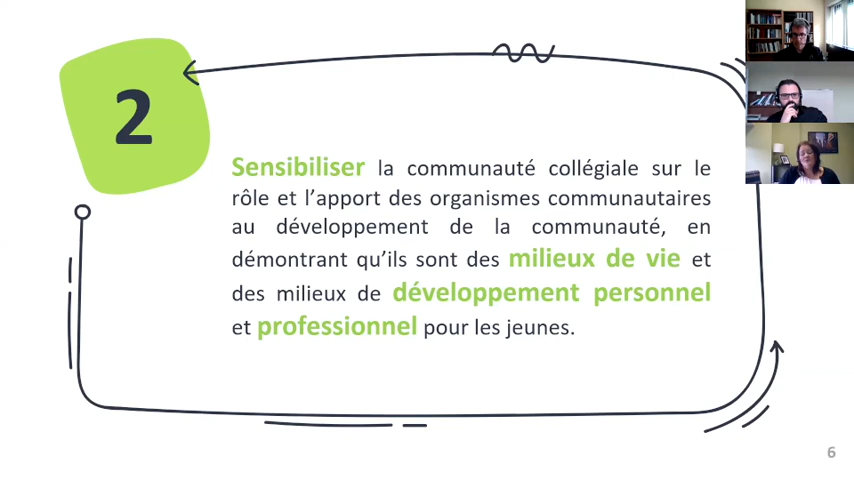 2
Sensibiliser la communauté collégiale sur le
rôle et l’apport des organismes communautaires
au développement de la communauté, en
démontrant qu’ils sont des milieux de vie et
des milieux de développement personnel
et professionnel pour les jeunes.
6